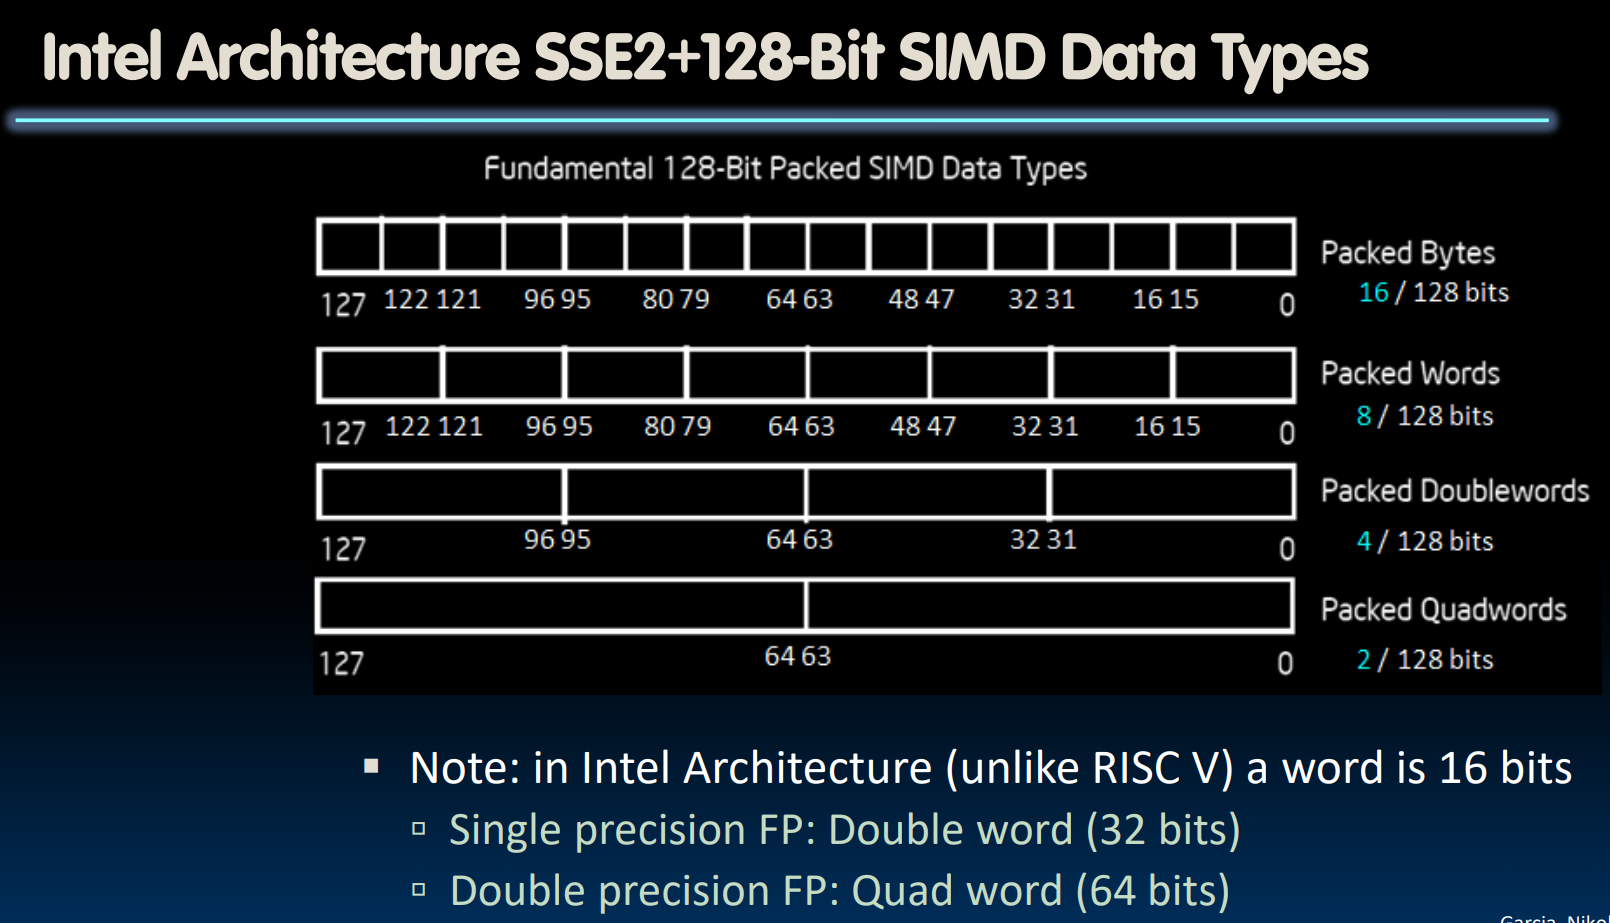 Intel Architecture SSE2+128-Bit SIMD Data Types
Fundamental 128-Bit Packed SIMD Data Types
Packed Bytes
127 122 121 96 95 80 79 64 63 48 47 32 31 16 15 0
16 / 128 bits
Packed Words
127 122 121 96 95 80 79 64 63 48 47 32 31 16 15 0
8 / 128 bits
Packed Doublewords
127 96 95 64 63 32 31 0
4 / 128 bits
Packed Quadwords
127 64 63 0
2 / 128 bits
Note: in Intel Architecture (unlike RISC V) a word is 16 bits
Single precision FP: Double word (32 bits)
Double precision FP: Quad word (64 bits)